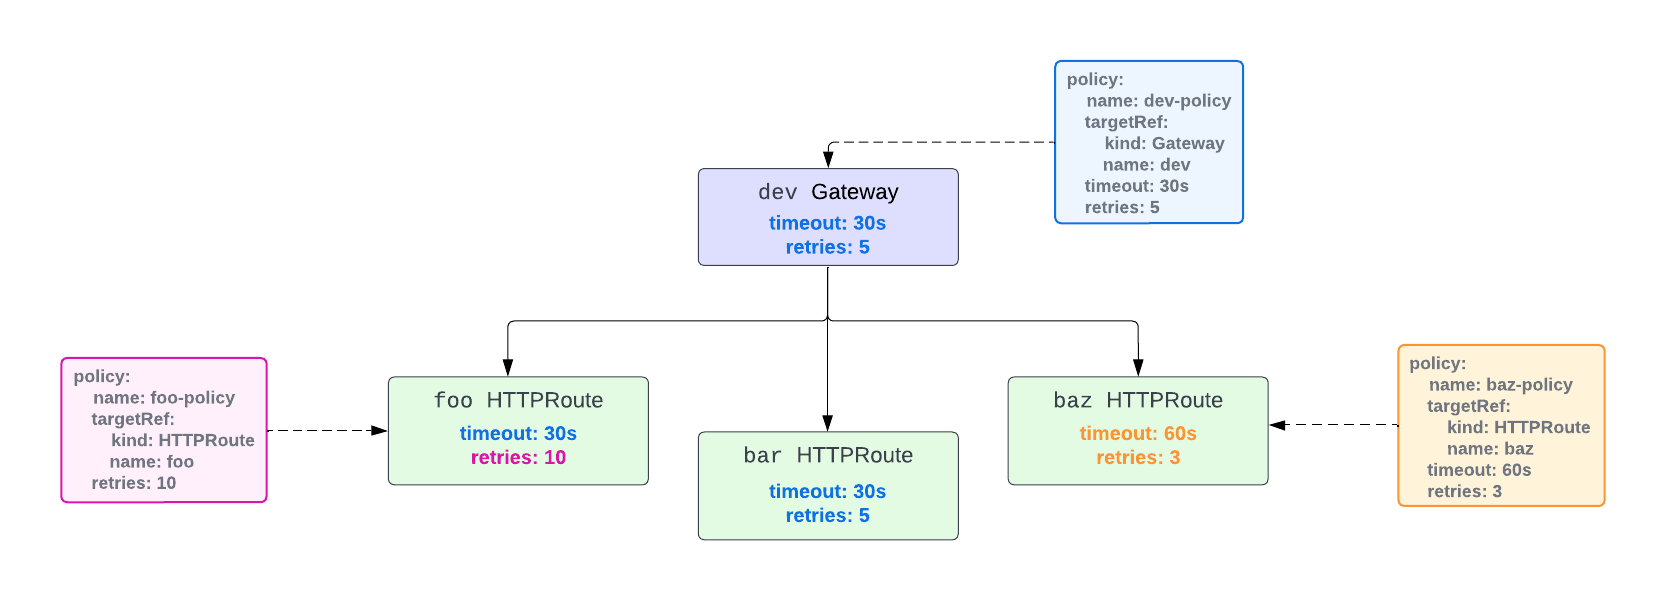 policy:
name: dev-policy
targetRef:
kind: Gateway
name: dev
timeout: 30s
retries: 5
dev Gateway
timeout: 30s
retries: 5
policy:
name: foo-policy
targetRef:
kind: HTTPRoute
name: foo
retries: 10
foo HTTPRoute
timeout: 30s
retries: 10
bar HTTPRoute
timeout: 30s
retries: 5
baz HTTPRoute
timeout: 60s
retries: 3
policy:
name: baz-policy
targetRef:
kind: HTTPRoute
name: baz
timeout: 60s
retries: 3